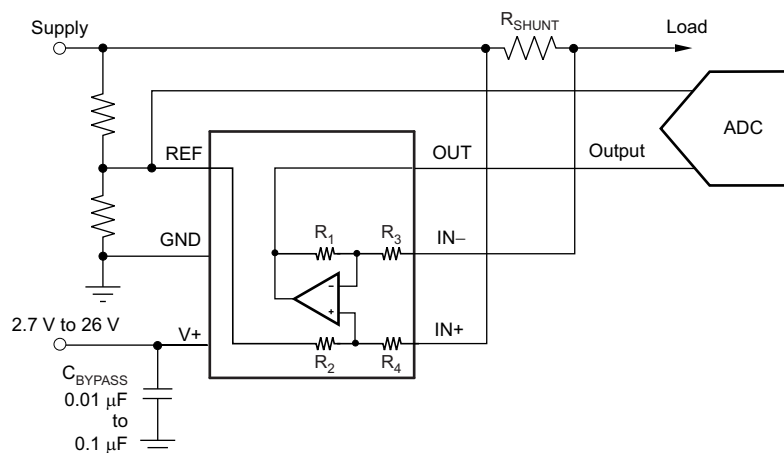 Supply
R_SHUNT
Load
ADC
REF
OUT
Output
GND
R_1
R_3
IN−
−
+
2.7 V to 26 V
V+
IN+
R_2
R_4
C_BYPASS
0.01 µF
to
0.1 µF